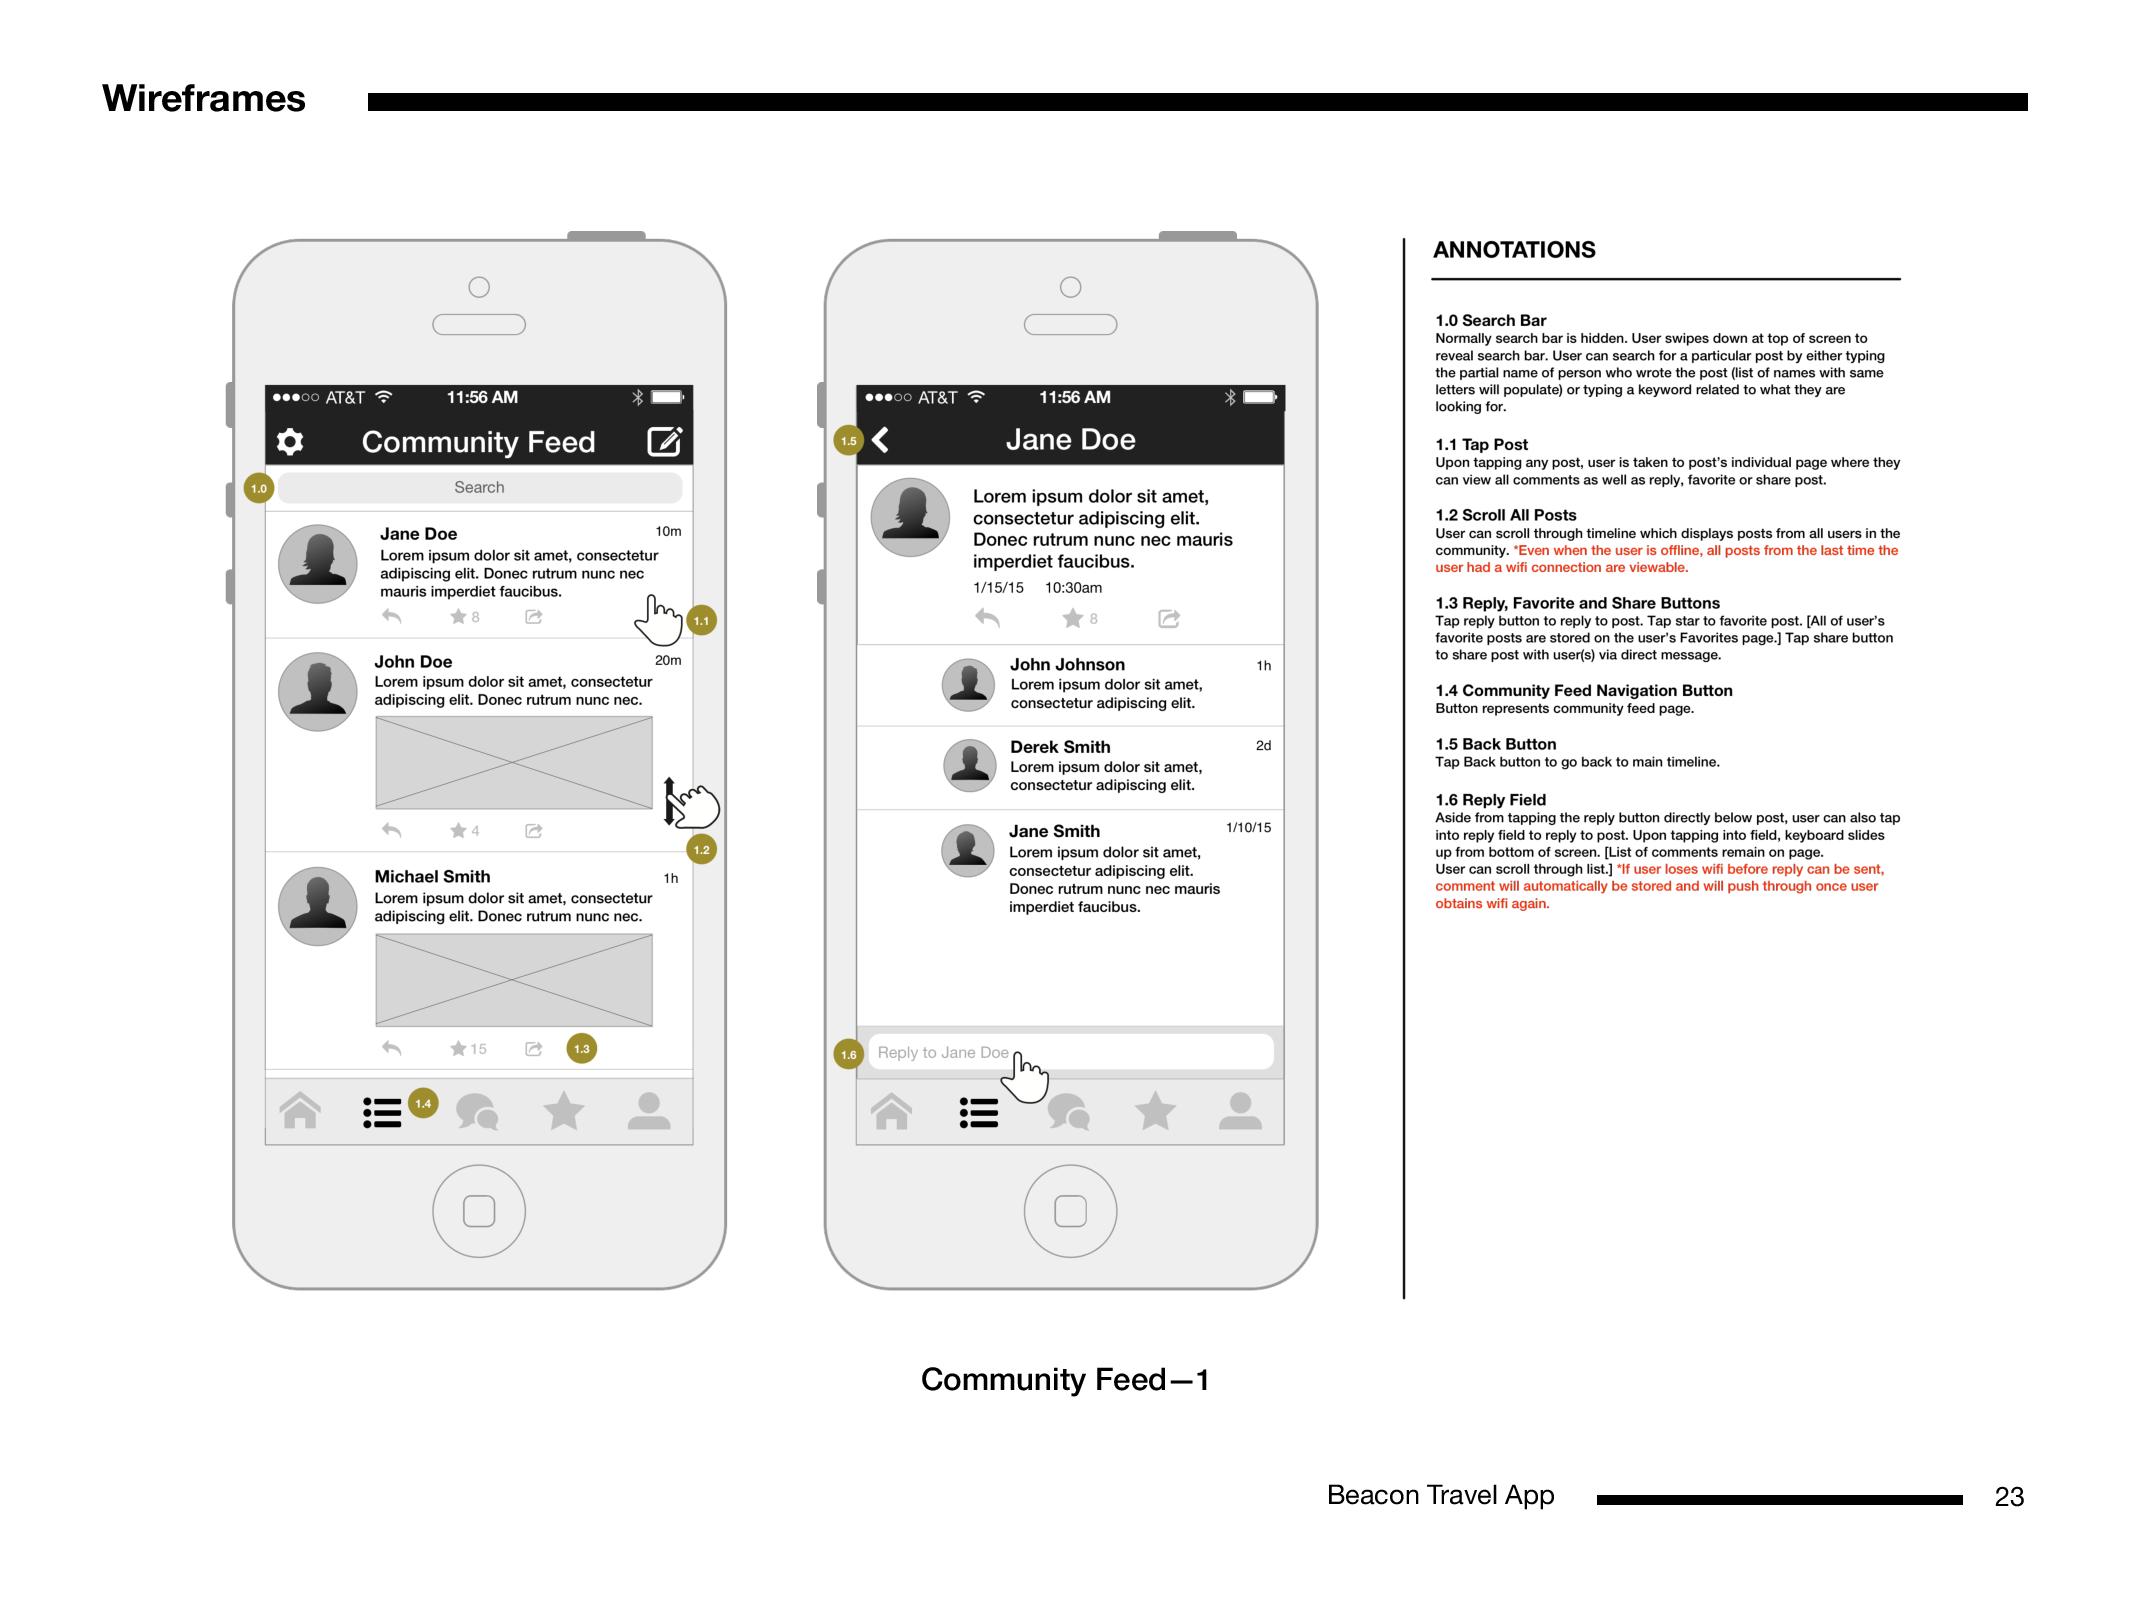 Wireframes
●●●○○ AT&T 11:56 AM
Community Feed
1.0
Search
Jane Doe 10m
Lorem ipsum dolor sit amet, consectetur
adipiscing elit. Donec rutrum nunc nec
mauris imperdiet faucibus.
8
1.1
John Doe 20m
Lorem ipsum dolor sit amet, consectetur
adipiscing elit. Donec rutrum nunc nec.
4
1.2
Michael Smith 1h
Lorem ipsum dolor sit amet, consectetur
adipiscing elit. Donec rutrum nunc nec.
15 1.3
1.4
●●●○○ AT&T 11:56 AM
1.5 Jane Doe
Lorem ipsum dolor sit amet,
consectetur adipiscing elit.
Donec rutrum nunc nec mauris
imperdiet faucibus.
1/15/15 10:30am
8
John Johnson 1h
Lorem ipsum dolor sit amet,
consectetur adipiscing elit.
Derek Smith 2d
Lorem ipsum dolor sit amet,
consectetur adipiscing elit.
Jane Smith 1/10/15
Lorem ipsum dolor sit amet,
consectetur adipiscing elit.
Donec rutrum nunc nec mauris
imperdiet faucibus.
1.6 Reply to Jane Doe
ANNOTATIONS
1.0 Search Bar
Normally search bar is hidden. User swipes down at top of screen to
reveal search bar. User can search for a particular post by either typing
the partial name of person who wrote the post (list of names with same
letters will populate) or typing a keyword related to what they are
looking for.
1.1 Tap Post
Upon tapping any post, user is taken to post's individual page where they
can view all comments as well as reply, favorite or share post.
1.2 Scroll All Posts
User can scroll through timeline which displays posts from all users in the
community. *Even when the user is offline, all posts from the last time the
user had a wifi connection are viewable.
1.3 Reply, Favorite and Share Buttons
Tap reply button to reply to post. Tap star to favorite post. [All of user's
favorite posts are stored on the user's Favorites page.] Tap share button
to share post with user(s) via direct message.
1.4 Community Feed Navigation Button
Button represents community feed page.
1.5 Back Button
Tap Back button to go back to main timeline.
1.6 Reply Field
Aside from tapping the reply button directly below post, user can also tap
into reply field to reply to post. Upon tapping into field, keyboard slides
up from bottom of screen. [List of comments remain on page.
User can scroll through list.] *If user loses wifi before reply can be sent,
comment will automatically be stored and will push through once user
obtains wifi again.
Community Feed—1
Beacon Travel App 23